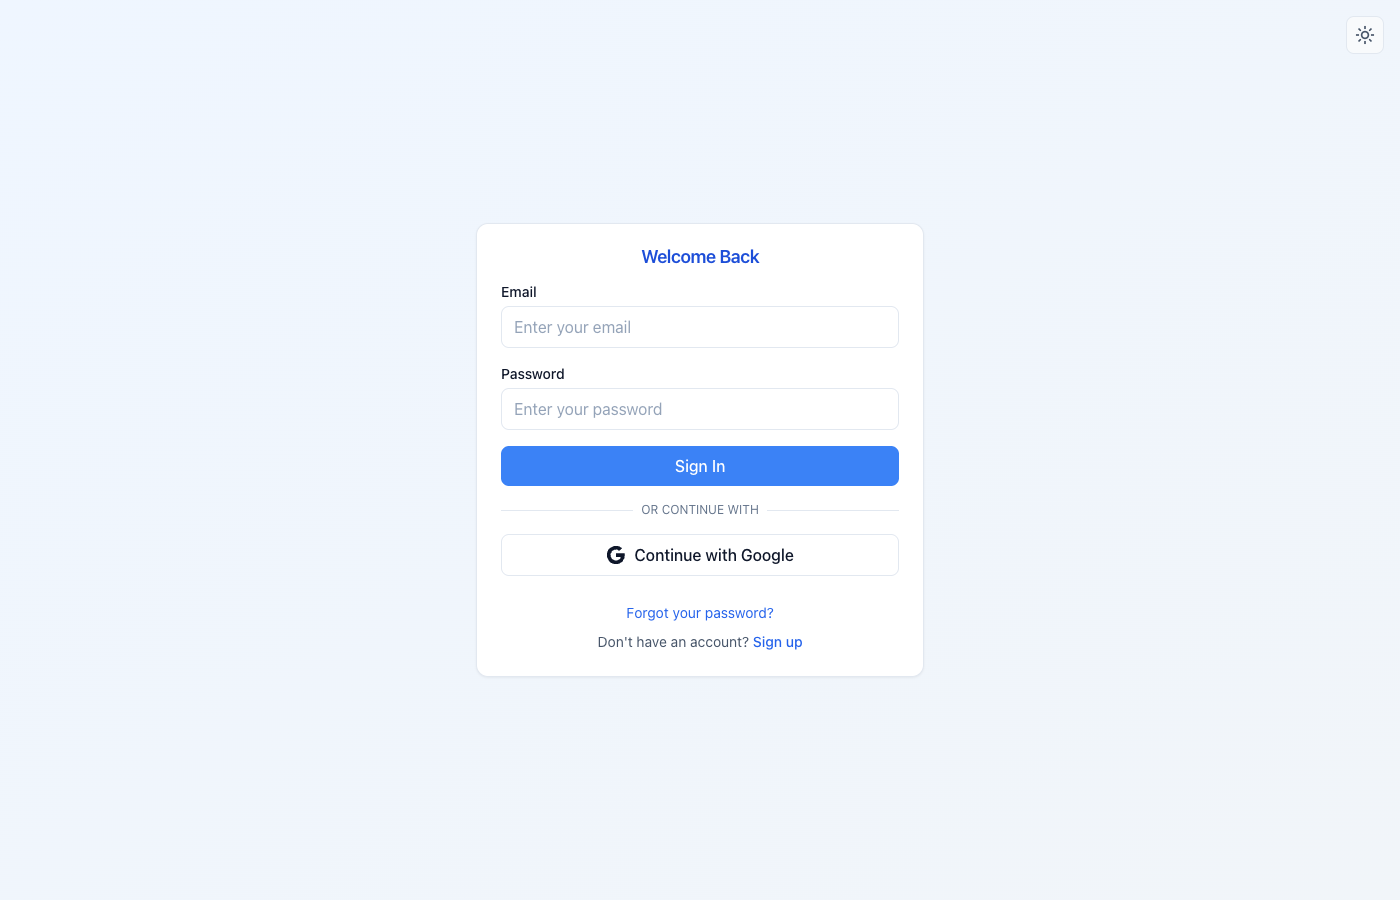 Welcome Back
Email
Enter your email
Password
Enter your password
Sign In
OR CONTINUE WITH
Continue with Google
Forgot your password?
Don't have an account? Sign up